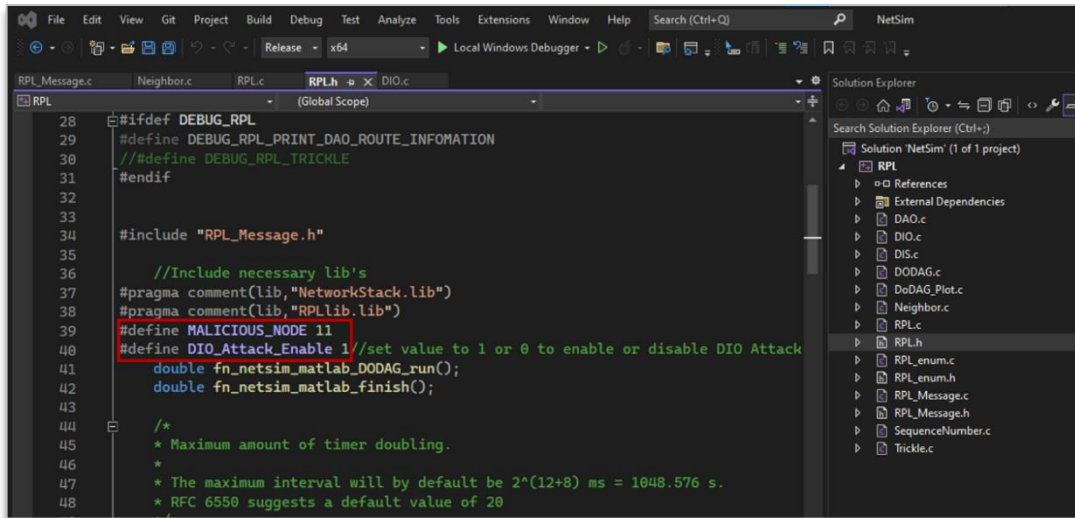 File Edit View Git Project Build Debug Test Analyze Tools Extensions Window Help Search (Ctrl+Q) NetSim
Release x64 Local Windows Debugger
RPL_Message.c Neighbor.c RPL.c RPL.h DIO.c
RPL (Global Scope)
28 #ifdef DEBUG_RPL
29 #define DEBUG_RPL_PRINT_DAO_ROUTE_INFOMATION
30 //#define DEBUG_RPL_TRICKLE
31 #endif
32
33
34 #include "RPL_Message.h"
35
36 //Include necessary lib's
37 #pragma comment(lib,"NetworkStack.lib")
38 #pragma comment(lib,"RPLlib.lib")
39 #define MALICIOUS_NODE 11
40 #define DIO_Attack_Enable 1//set value to 1 or 0 to enable or disable DIO Attack
41 double fn_netsim_matlab_DODAG_run();
42 double fn_netsim_matlab_finish();
43
44 /*
45 * Maximum amount of timer doubling.
46 *
47 * The maximum interval will by default be 2^(12+8) ms = 1048.576 s.
48 * RFC 6550 suggests a default value of 20
Solution Explorer
Search Solution Explorer (Ctrl+;)
Solution 'NetSim' (1 of 1 project)
RPL
References
External Dependencies
DAO.c
DIO.c
DIS.c
DODAG.c
DoDAG_Plot.c
Neighbor.c
RPL.c
RPL.h
RPL_enum.c
RPL_enum.h
RPL_Message.c
RPL_Message.h
SequenceNumber.c
Trickle.c